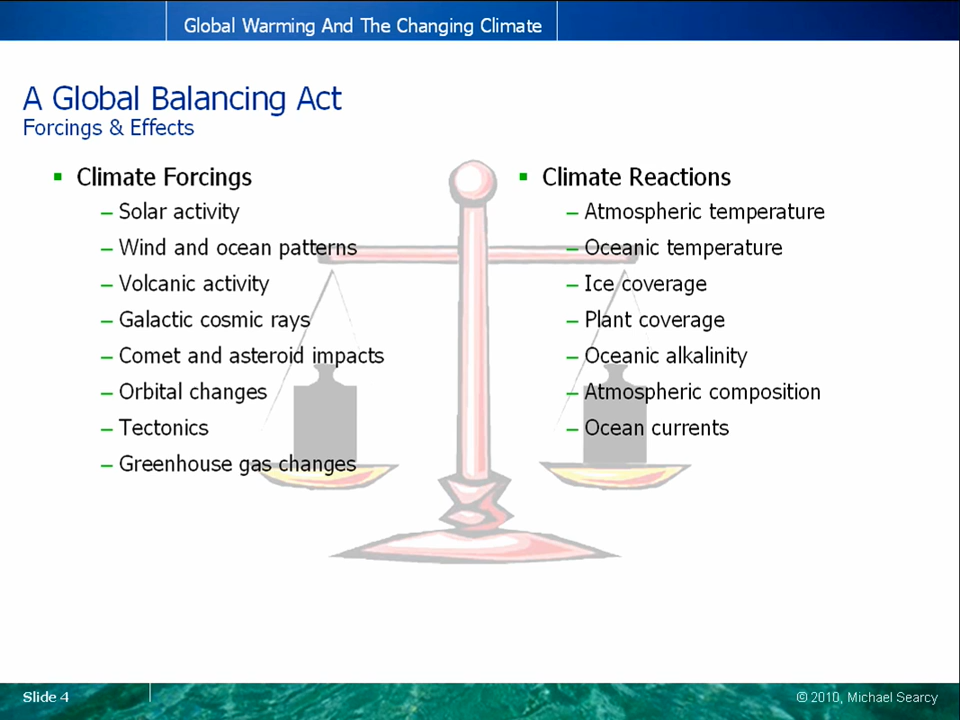 Global Warming And The Changing Climate
A Global Balancing Act
Forcings & Effects
▪ Climate Forcings
– Solar activity
– Wind and ocean patterns
– Volcanic activity
– Galactic cosmic rays
– Comet and asteroid impacts
– Orbital changes
– Tectonics
– Greenhouse gas changes
▪ Climate Reactions
– Atmospheric temperature
– Oceanic temperature
– Ice coverage
– Plant coverage
– Oceanic alkalinity
– Atmospheric composition
– Ocean currents
Slide 4
© 2010, Michael Searcy